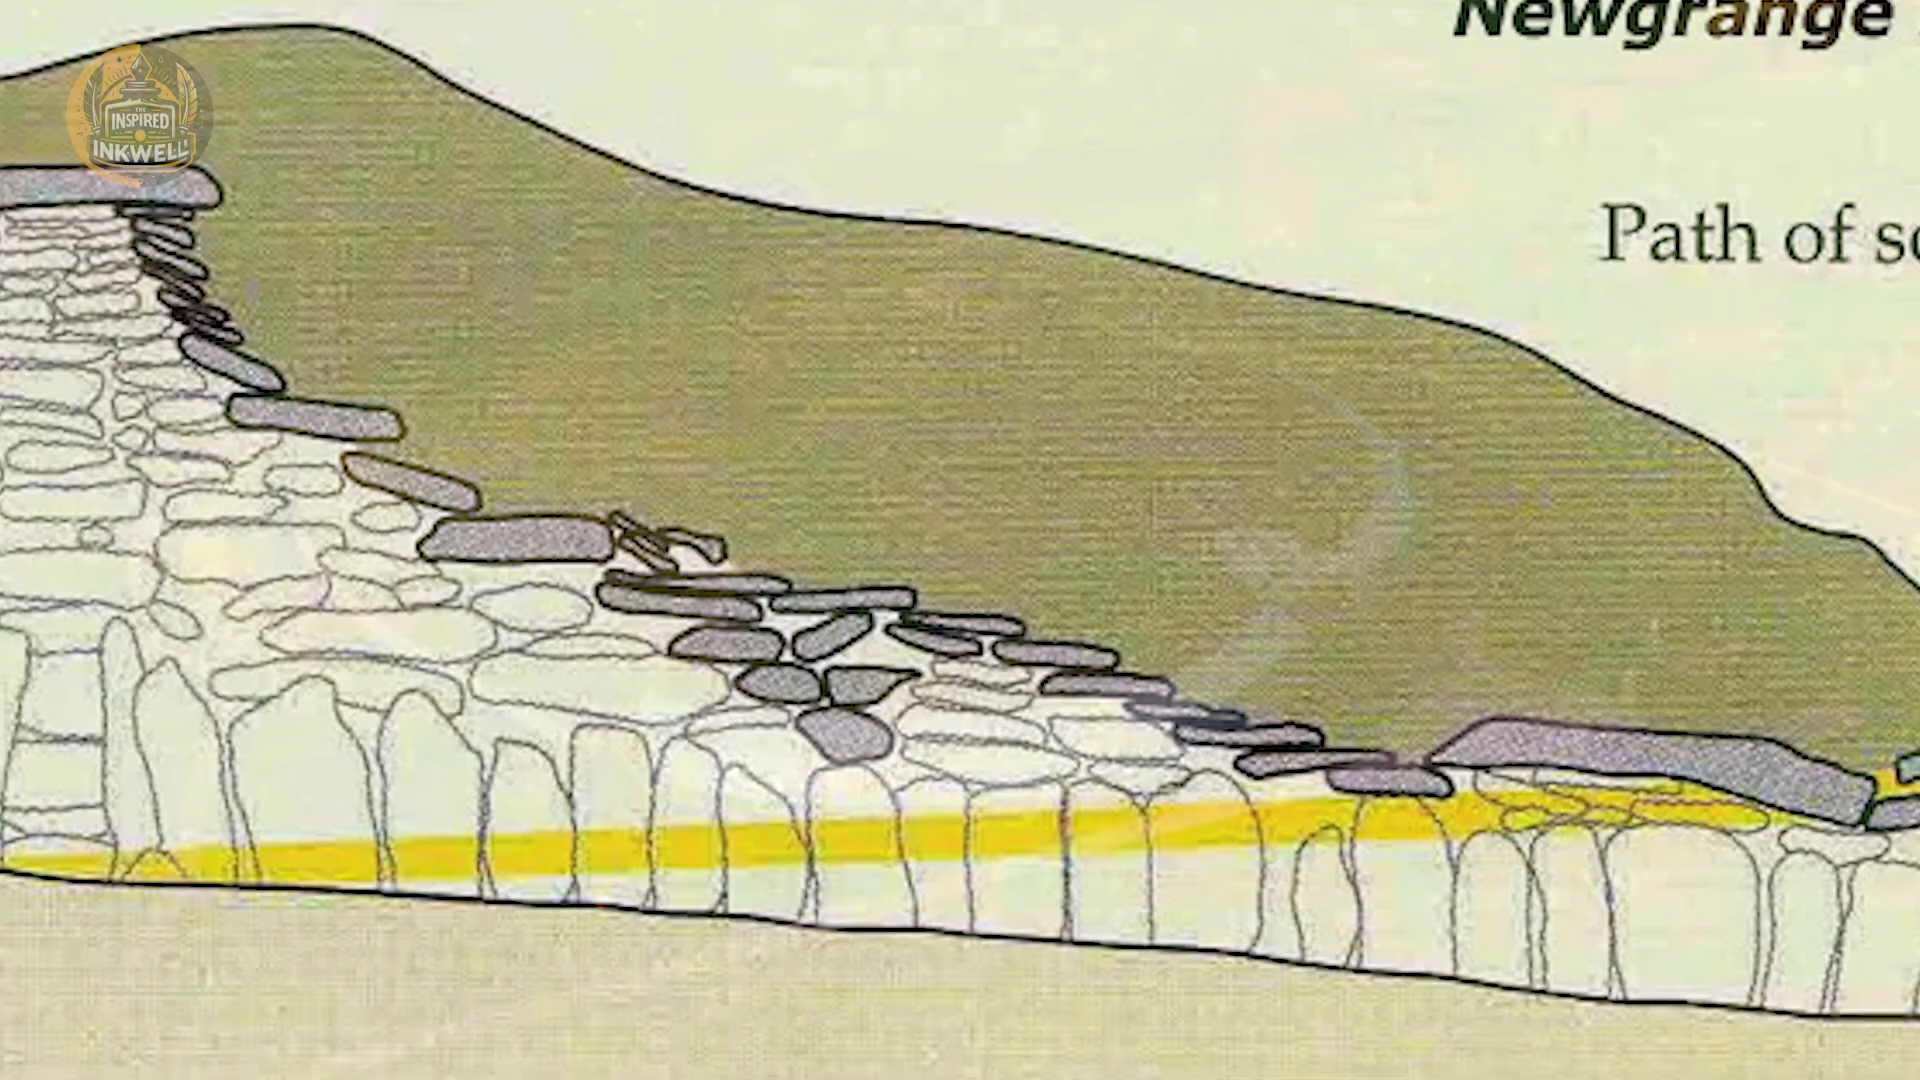 Newgrange
Path of
THE
INSPIRED
INKWELL